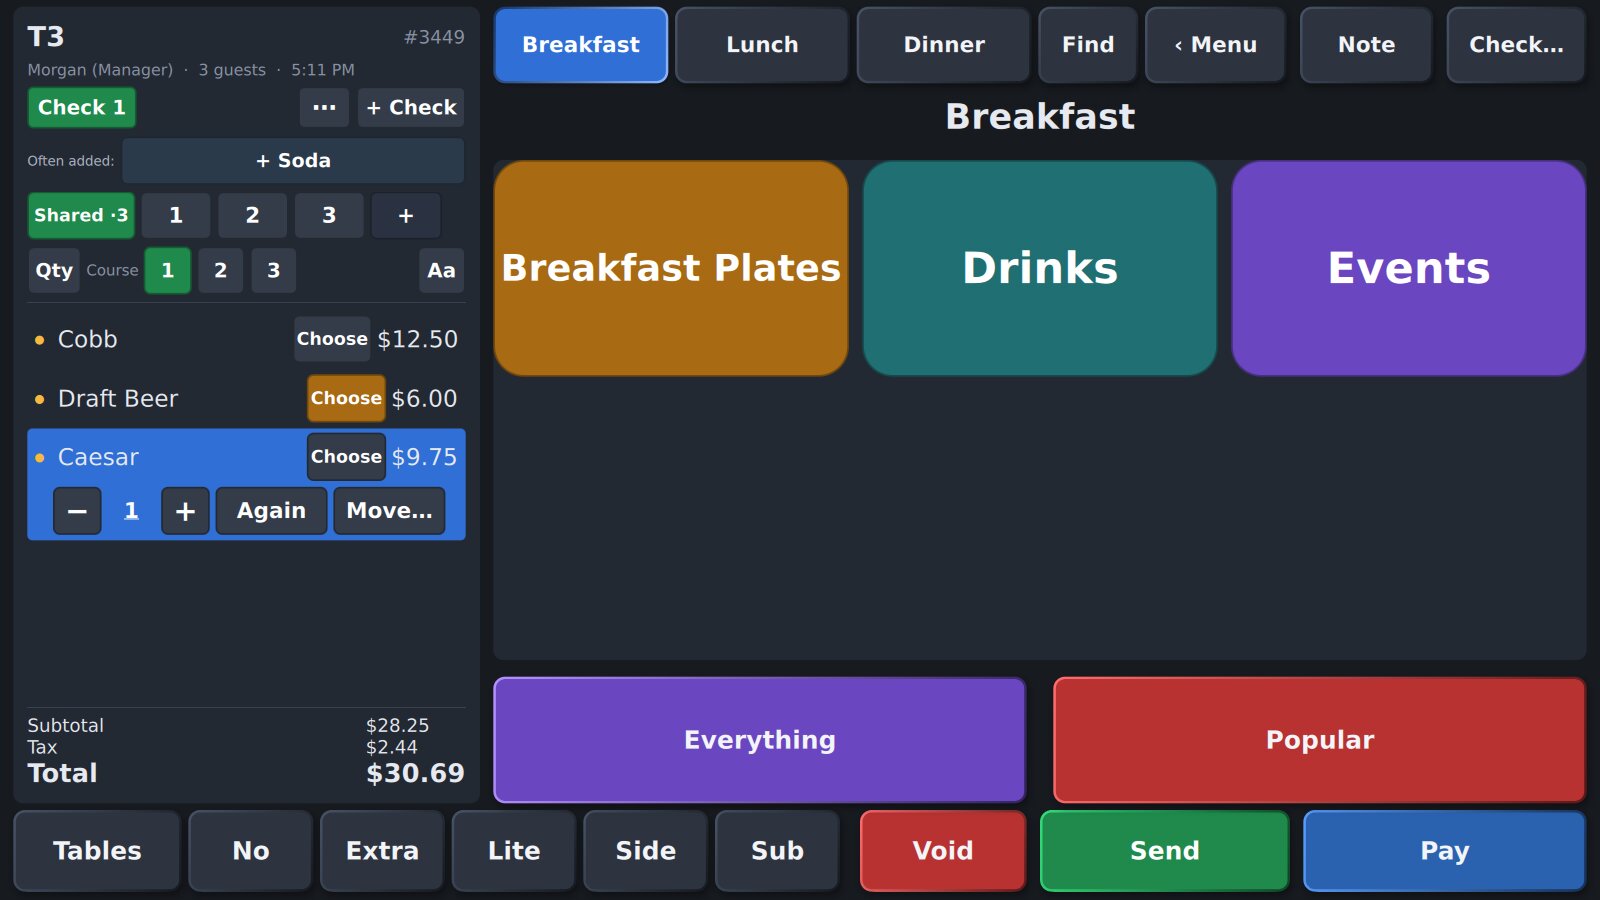 T3 #3449
Morgan (Manager) · 3 guests · 5:11 PM
Check 1 ··· + Check
Often added: + Soda
Shared ·3 1 2 3 +
Qty Course 1 2 3 Aa
Cobb Choose $12.50
Draft Beer Choose $6.00
Caesar Choose $9.75
− 1 + Again Move…
Subtotal $28.25
Tax $2.44
Total $30.69
Breakfast Lunch Dinner Find ‹ Menu Note Check…
Breakfast
Breakfast Plates Drinks Events
Everything Popular
Tables No Extra Lite Side Sub Void Send Pay